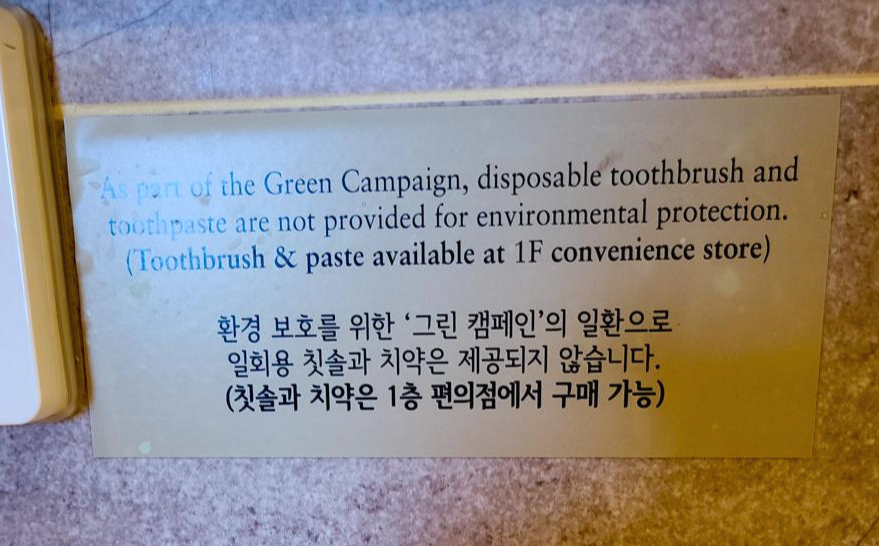 As part of the Green Campaign, disposable toothbrush and
toothpaste are not provided for environmental protection.
(Toothbrush & paste available at 1F convenience store)
환경 보호를 위한 ‘그린 캠페인’의 일환으로
일회용 칫솔과 치약은 제공되지 않습니다.
(칫솔과 치약은 1층 편의점에서 구매 가능)